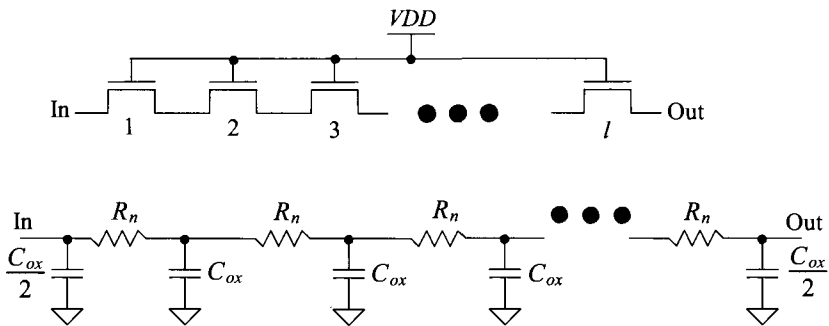 VDD
In 1 2 3 l Out
In R_n R_n R_n R_n Out
C_ox/2 C_ox C_ox C_ox C_ox/2